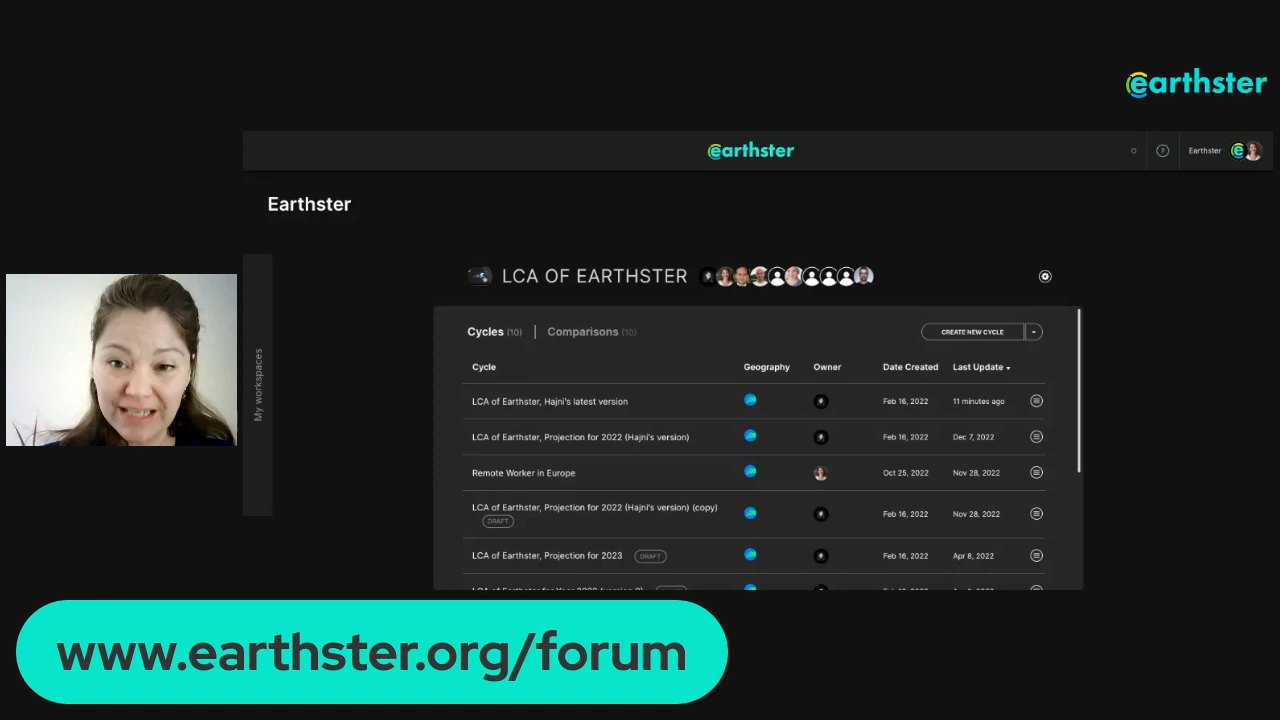 earthster
earthster
Earthster
Earthster
My workspaces
LCA OF EARTHSTER
Cycles (10) | Comparisons (10)
CREATE NEW CYCLE
Cycle Geography Owner Date Created Last Update
LCA of Earthster, Hajni's latest version Feb 16, 2022 11 minutes ago
LCA of Earthster, Projection for 2022 (Hajni's version) Feb 16, 2022 Dec 7, 2022
Remote Worker in Europe Oct 25, 2022 Nov 28, 2022
LCA of Earthster, Projection for 2022 (Hajni's version) (copy) Feb 16, 2022 Nov 28, 2022
DRAFT
LCA of Earthster, Projection for 2023 DRAFT Feb 16, 2022 Apr 8, 2022
www.earthster.org/forum